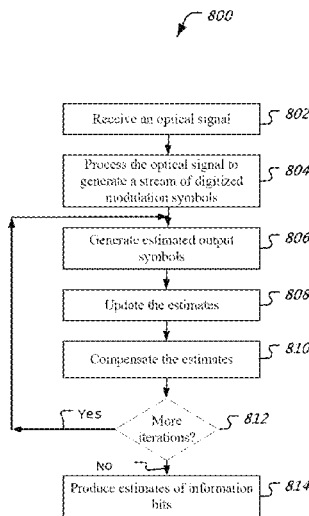 800
Receive an optical signal
802
Process the optical signal to
generate a stream of digitized
modulation symbols
804
Generate estimated output
symbols
806
Update the estimates
808
Compensate the estimates
810
More
iterations?
812
Yes
No
Produce estimates of information
bits
814